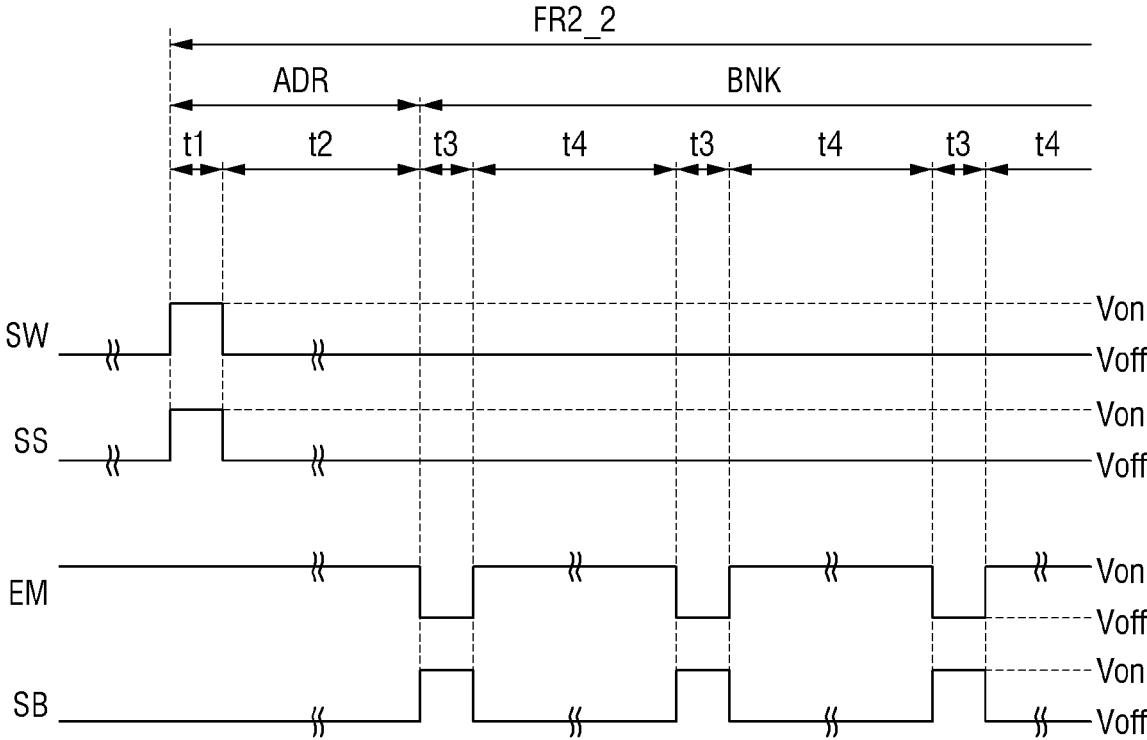 FR2_2
ADR BNK
t1 t2 t3 t4 t3 t4 t3 t4
Von
SW
Voff
Von
SS
Voff
Von
EM
Voff
Von
SB
Voff